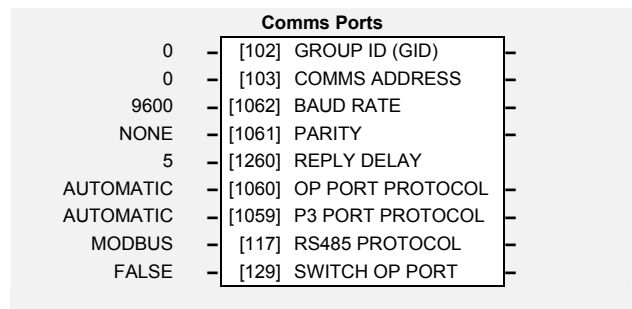 Comms Ports
0 – [102] GROUP ID (GID) –
0 – [103] COMMS ADDRESS –
9600 – [1062] BAUD RATE –
NONE – [1061] PARITY –
5 – [1260] REPLY DELAY
AUTOMATIC – [1060] OP PORT PROTOCOL –
AUTOMATIC – [1059] P3 PORT PROTOCOL –
MODBUS – [117] RS485 PROTOCOL –
FALSE – [129] SWITCH OP PORT –